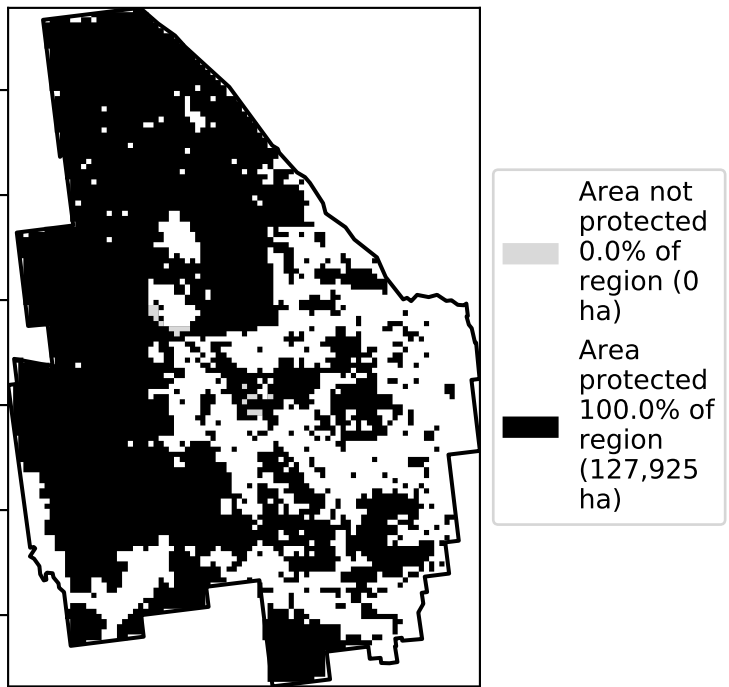 Area not
protected
0.0% of
region (0
ha)
Area
protected
100.0% of
region
(127,925
ha)